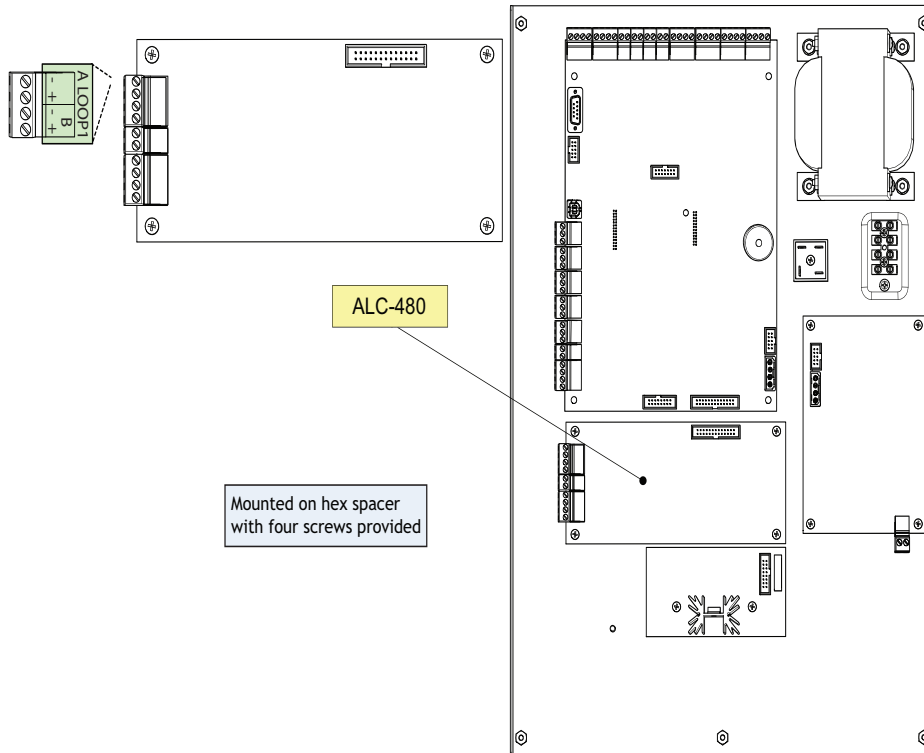 A LOOP1
- + - +
B
ALC-480
Mounted on hex spacer
with four screws provided